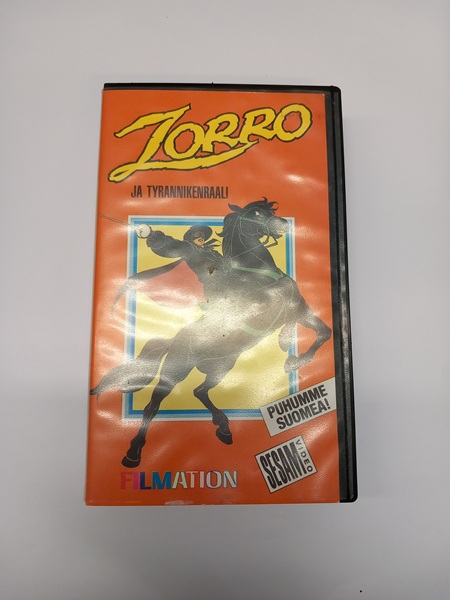 ZORRO
JA TYRANNIKENRAALI
PUHUMME
SUOMEA!
SESAM
VIDEO
FILMATION